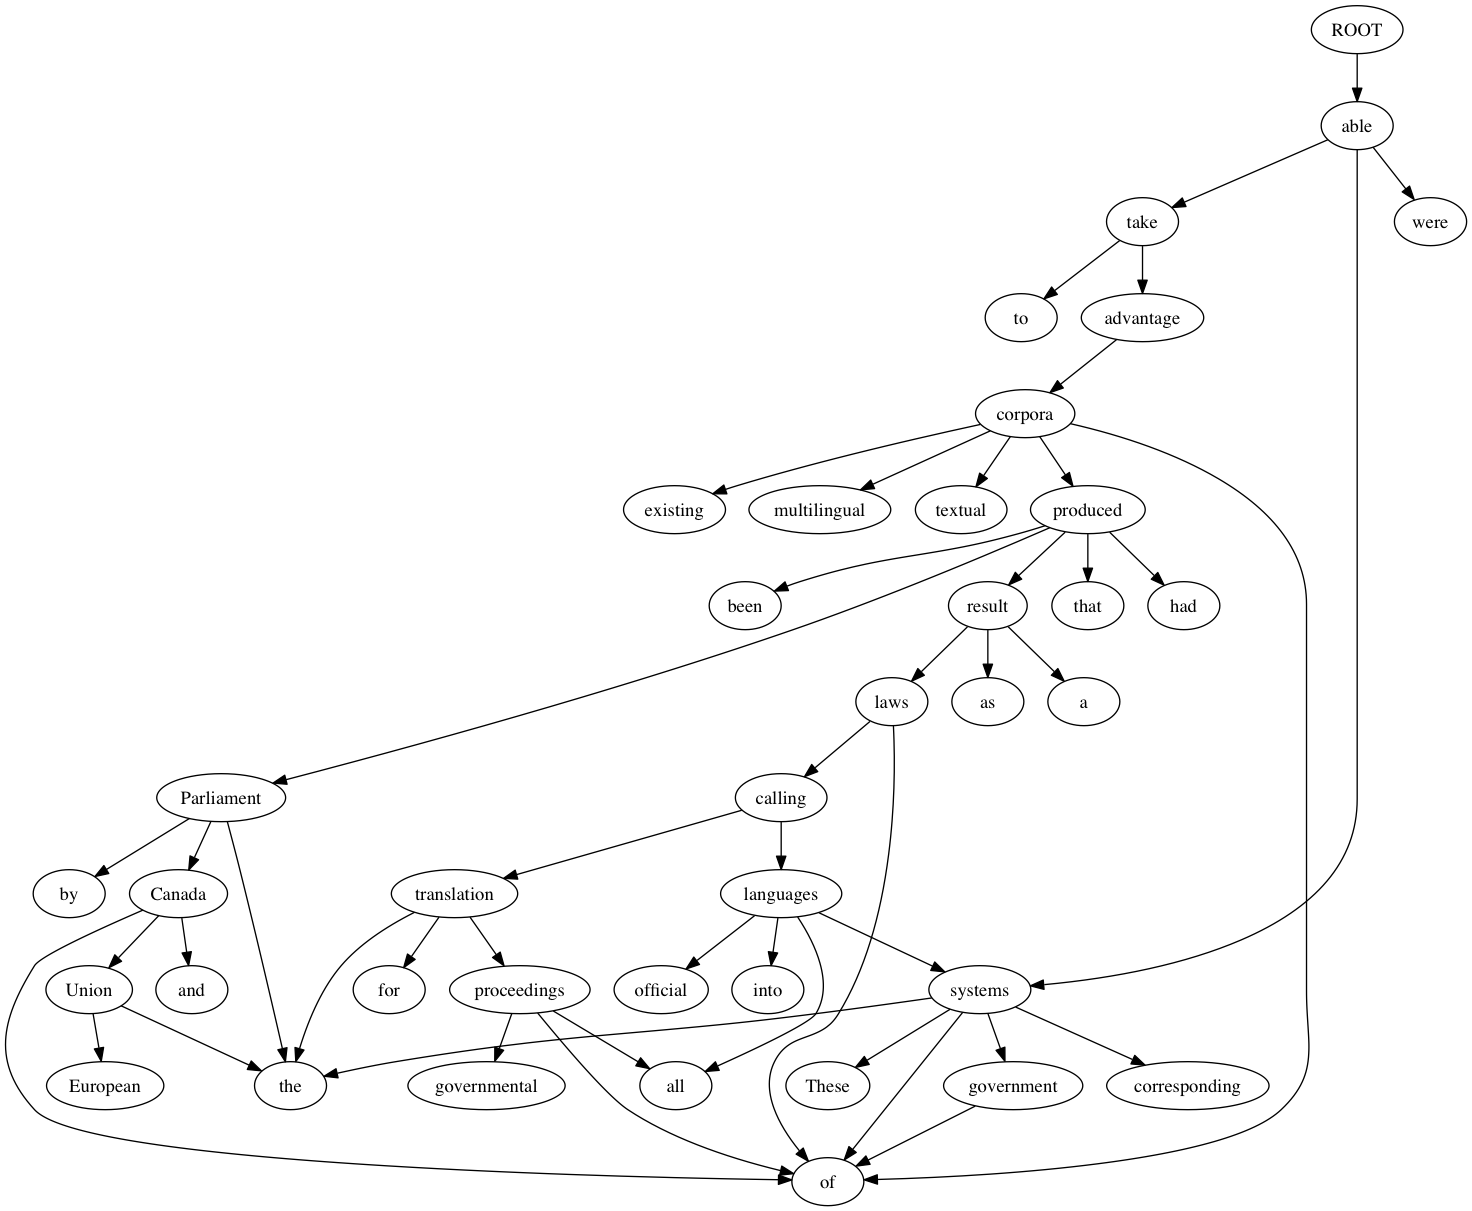 ROOT
able
take
were
to
advantage
corpora
existing
multilingual
textual
produced
been
result
that
had
laws
as
a
Parliament
calling
by
Canada
translation
languages
Union
and
for
proceedings
official
into
systems
European
the
governmental
all
These
government
corresponding
of